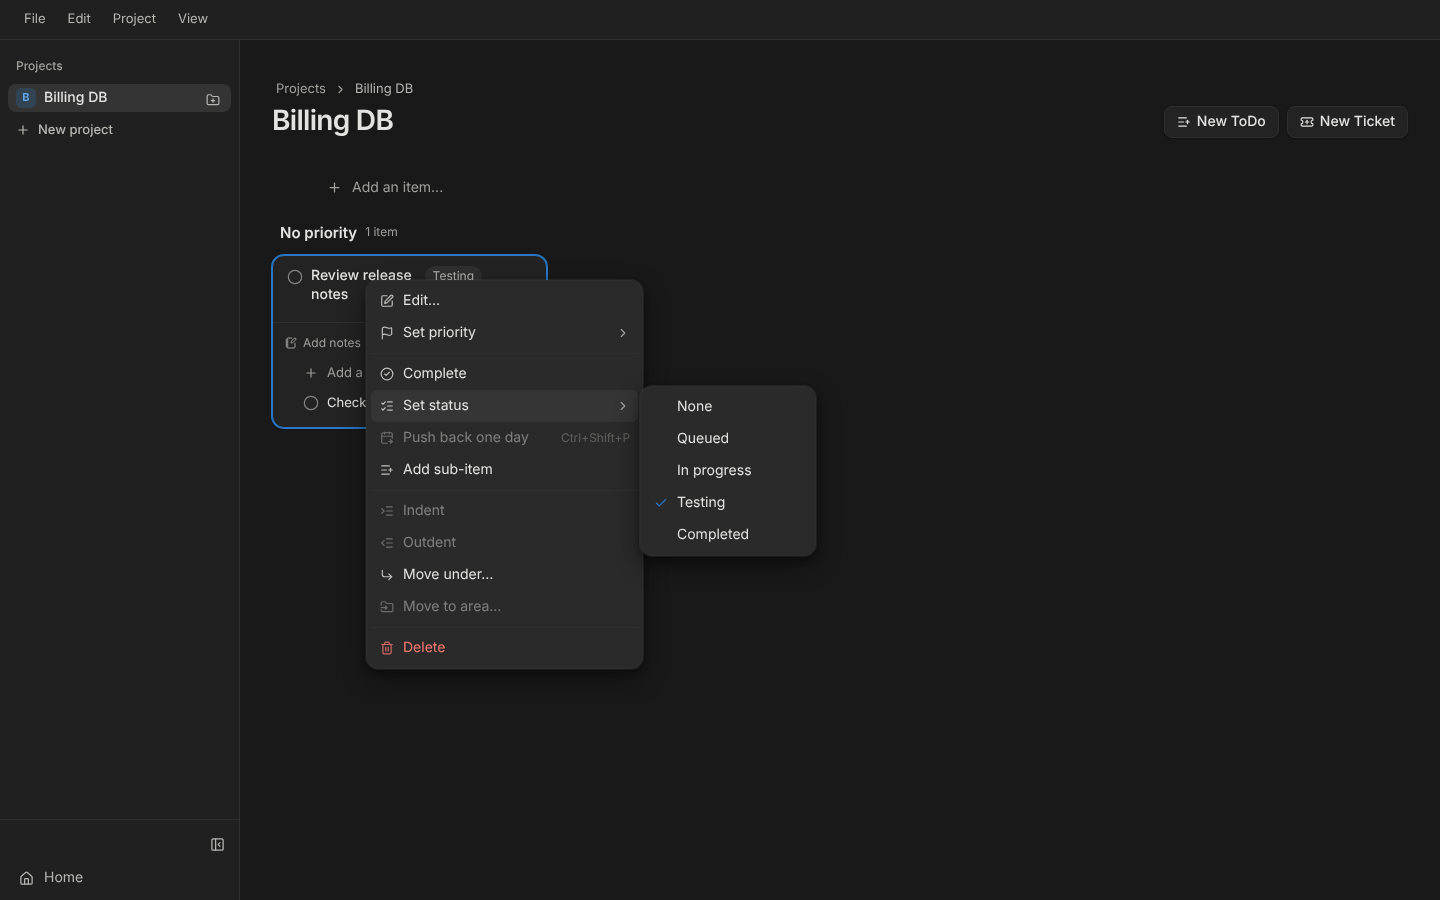 File Edit Project View
Projects
B Billing DB
New project
Home
Projects > Billing DB
Billing DB
New ToDo
New Ticket
Add an item...
No priority 1 item
Review release notes
Testing
Add notes
Add a
Check
Edit...
Set priority
Complete
Set status
Push back one day Ctrl+Shift+P
Add sub-item
Indent
Outdent
Move under...
Move to area...
Delete
None
Queued
In progress
Testing
Completed